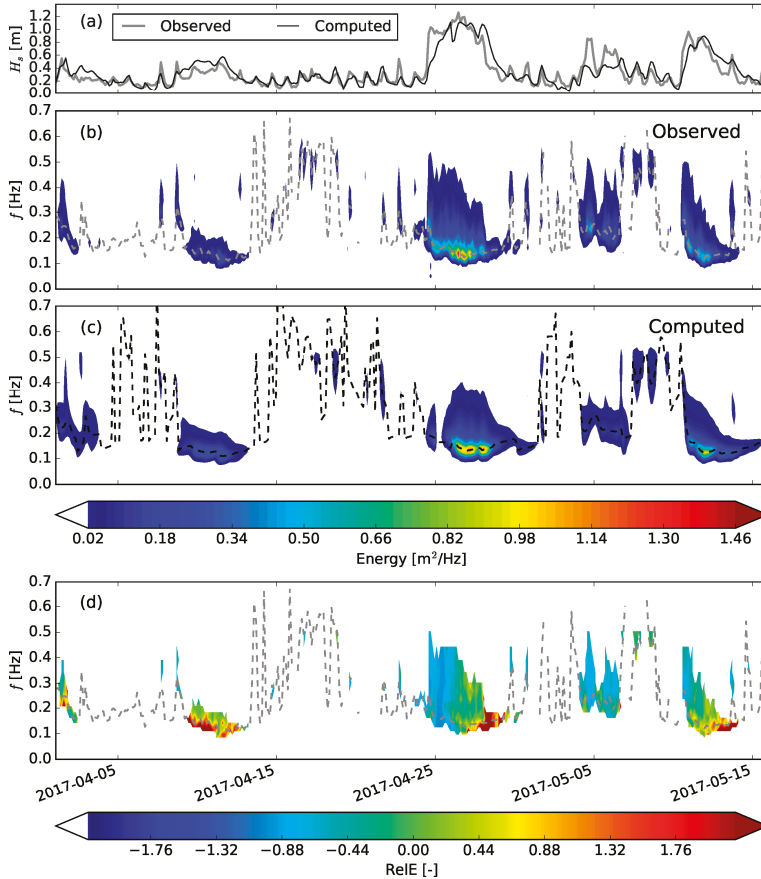 (a)
Observed
Computed
1.2
1.0
0.8
0.6
0.4
0.2
0.0
Hs [m]
0.7
0.6
0.5
0.4
0.3
0.2
0.1
0.0
f [Hz]
(b)
Observed
0.7
0.6
0.5
0.4
0.3
0.2
0.1
0.0
f [Hz]
(c)
Computed
0.02 0.18 0.34 0.50 0.66 0.82 0.98 1.14 1.30 1.46
Energy [m²/Hz]
0.7
0.6
0.5
0.4
0.3
0.2
0.1
0.0
f [Hz]
(d)
2017-04-05 2017-04-15 2017-04-25 2017-05-05 2017-05-15
−1.76 −1.32 −0.88 −0.44 0.00 0.44 0.88 1.32 1.76
RelE [-]